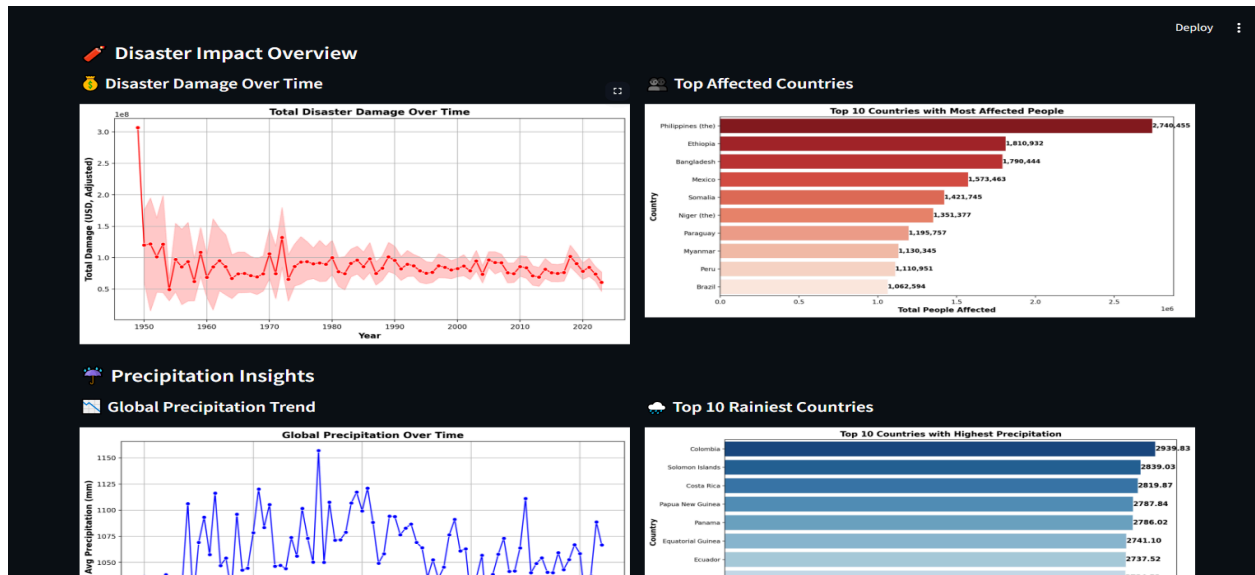 Deploy
Disaster Impact Overview
Disaster Damage Over Time
Top Affected Countries
Total Disaster Damage Over Time
1e8
3.0
2.5
2.0
1.5
1.0
0.5
Total Damage (USD, Adjusted)
1950 1960 1970 1980 1990 2000 2010 2020
Year
Top 10 Countries with Most Affected People
Country
Philippines (the) 2,740,455
Ethiopia 1,810,932
Bangladesh 1,790,444
Mexico 1,573,463
Somalia 1,421,745
Niger (the) 1,351,377
Paraguay 1,195,757
Myanmar 1,130,345
Peru 1,110,951
Brazil 1,062,594
0.0 0.5 1.0 1.5 2.0 2.5
1e6
Total People Affected
Precipitation Insights
Global Precipitation Trend
Top 10 Rainiest Countries
Global Precipitation Over Time
1150
1125
1100
1075
1050
Avg Precipitation (mm)
Top 10 Countries with Highest Precipitation
Country
Colombia 2939.83
Solomon Islands 2839.03
Costa Rica 2819.87
Papua New Guinea 2787.84
Panama 2786.02
Equatorial Guinea 2741.10
Ecuador 2737.52